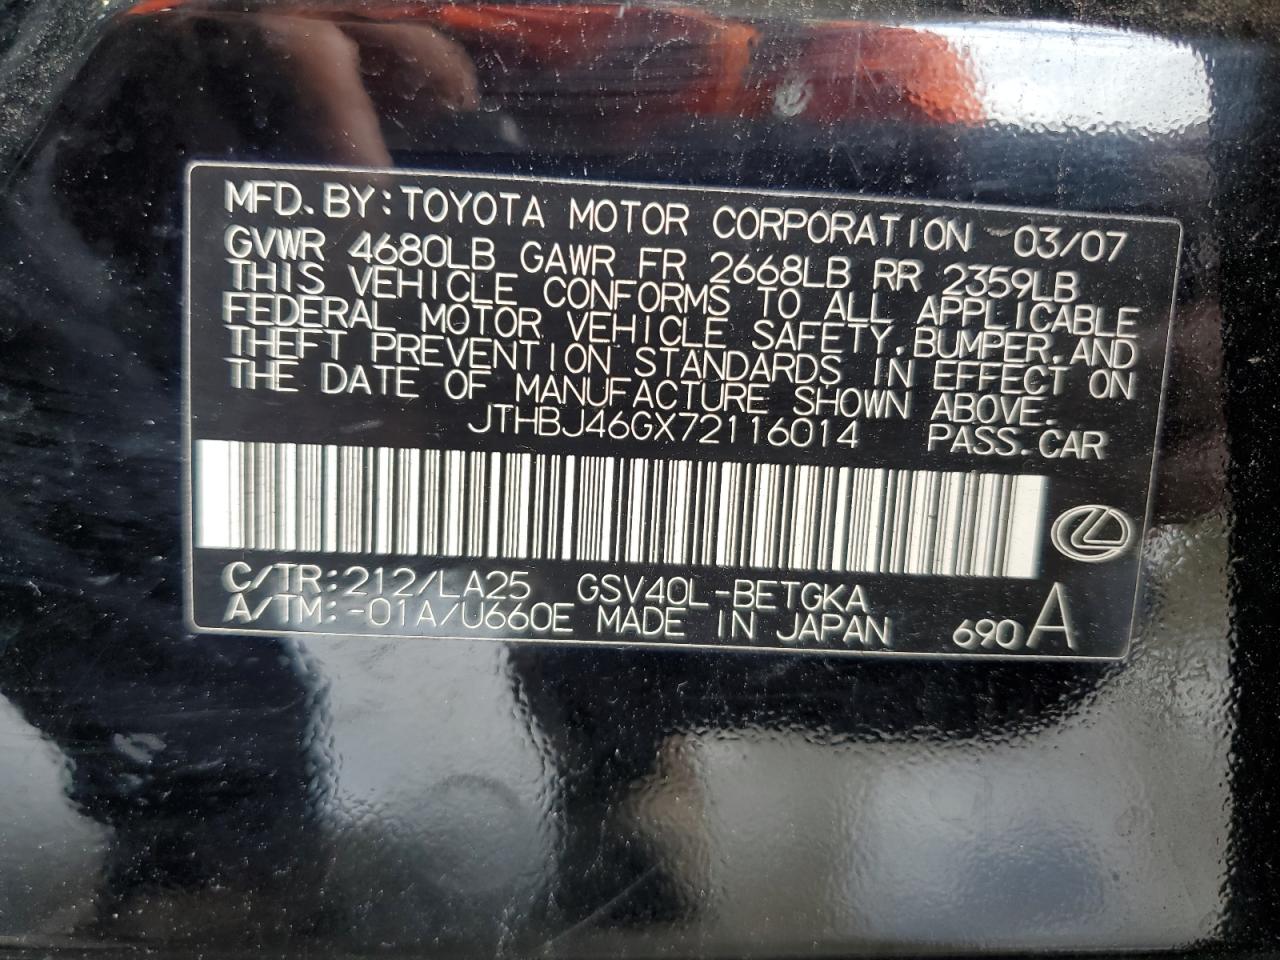 MFD.BY:TOYOTA MOTOR CORPORATION 03/07
GVWR 4680LB GAWR FR 2668LB RR 2359LB
THIS VEHICLE CONFORMS TO ALL APPLICABLE
FEDERAL MOTOR VEHICLE SAFETY,BUMPER,AND
THEFT PREVENTION STANDARDS IN EFFECT ON
THE DATE OF MANUFACTURE SHOWN ABOVE.
JTHBJ46GX72116014 PASS.CAR
C/TR:212/LA25 GSV40L-BETGKA
A/TM:-01A/U660E MADE IN JAPAN 690 A